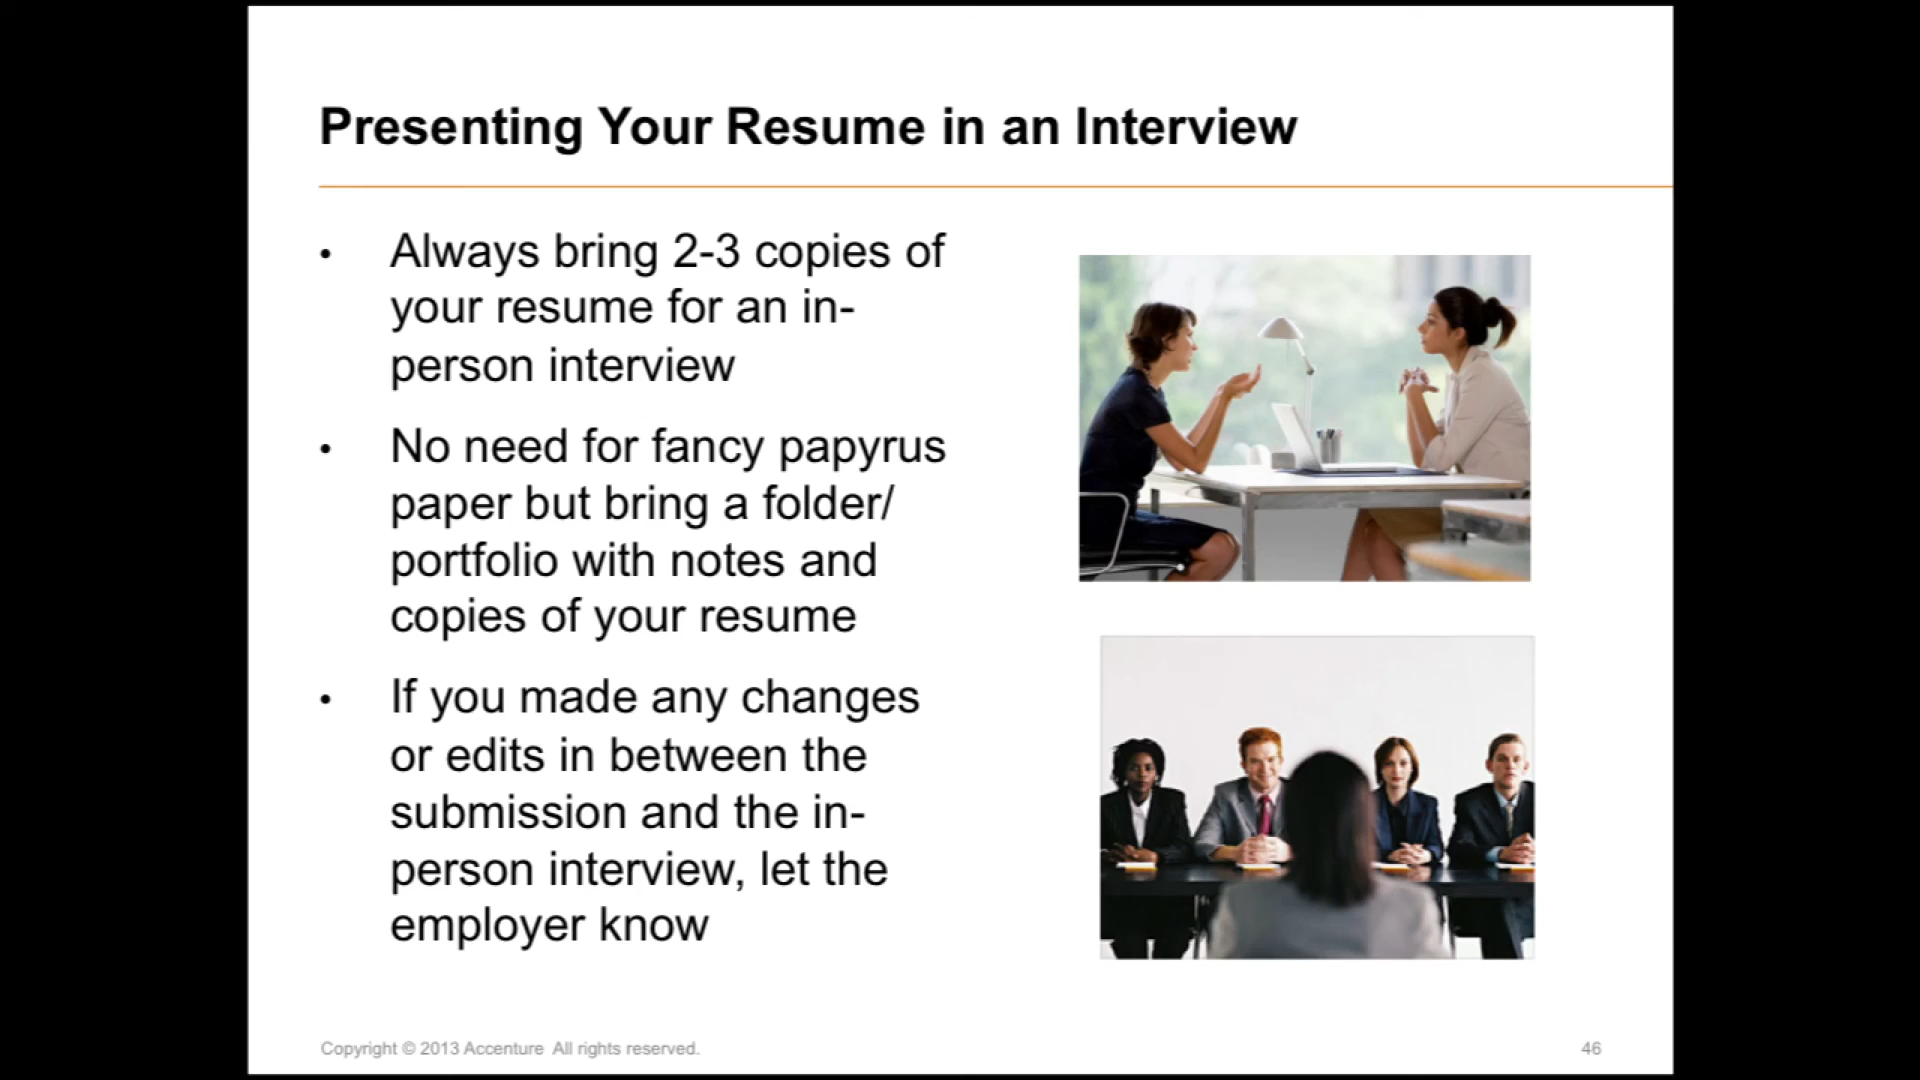 Presenting Your Resume in an Interview
• Always bring 2-3 copies of
your resume for an in-
person interview
• No need for fancy papyrus
paper but bring a folder/
portfolio with notes and
copies of your resume
• If you made any changes
or edits in between the
submission and the in-
person interview, let the
employer know
Copyright © 2013 Accenture All rights reserved.
46